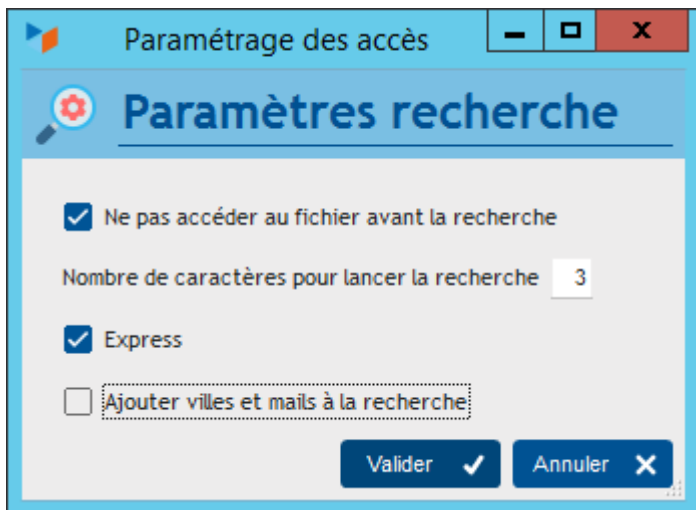 Paramétrage des accès
Paramètres recherche
Ne pas accéder au fichier avant la recherche
Nombre de caractères pour lancer la recherche 3
Express
Ajouter villes et mails à la recherche
Valider Annuler